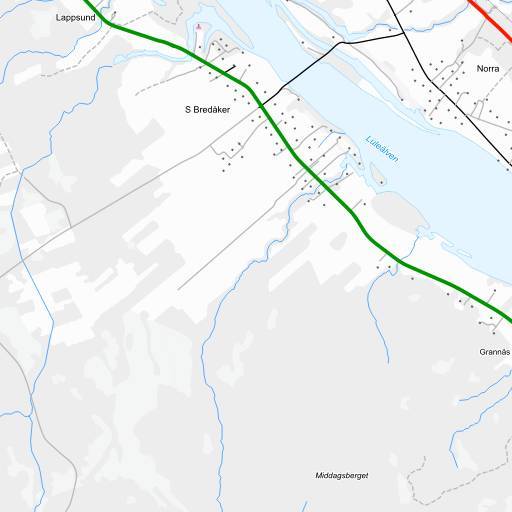 Lappsund
Norra
S Bredåker
Luleälven
Grannäs
Middagsberget